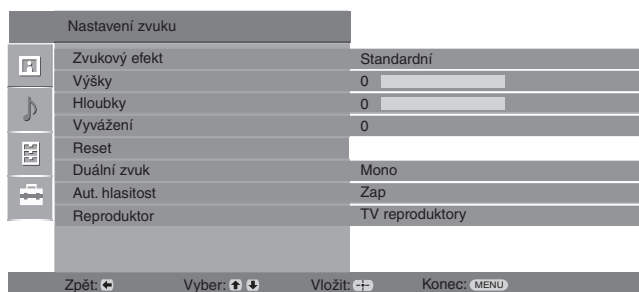 Nastavení zvuku
Zvukový efekt Standardní
Výšky 0
Hloubky 0
Vyvážení 0
Reset
Duální zvuk Mono
Aut. hlasitost Zap
Reproduktor TV reproduktory
Zpět: Vyber: Vložit: Konec: MENU